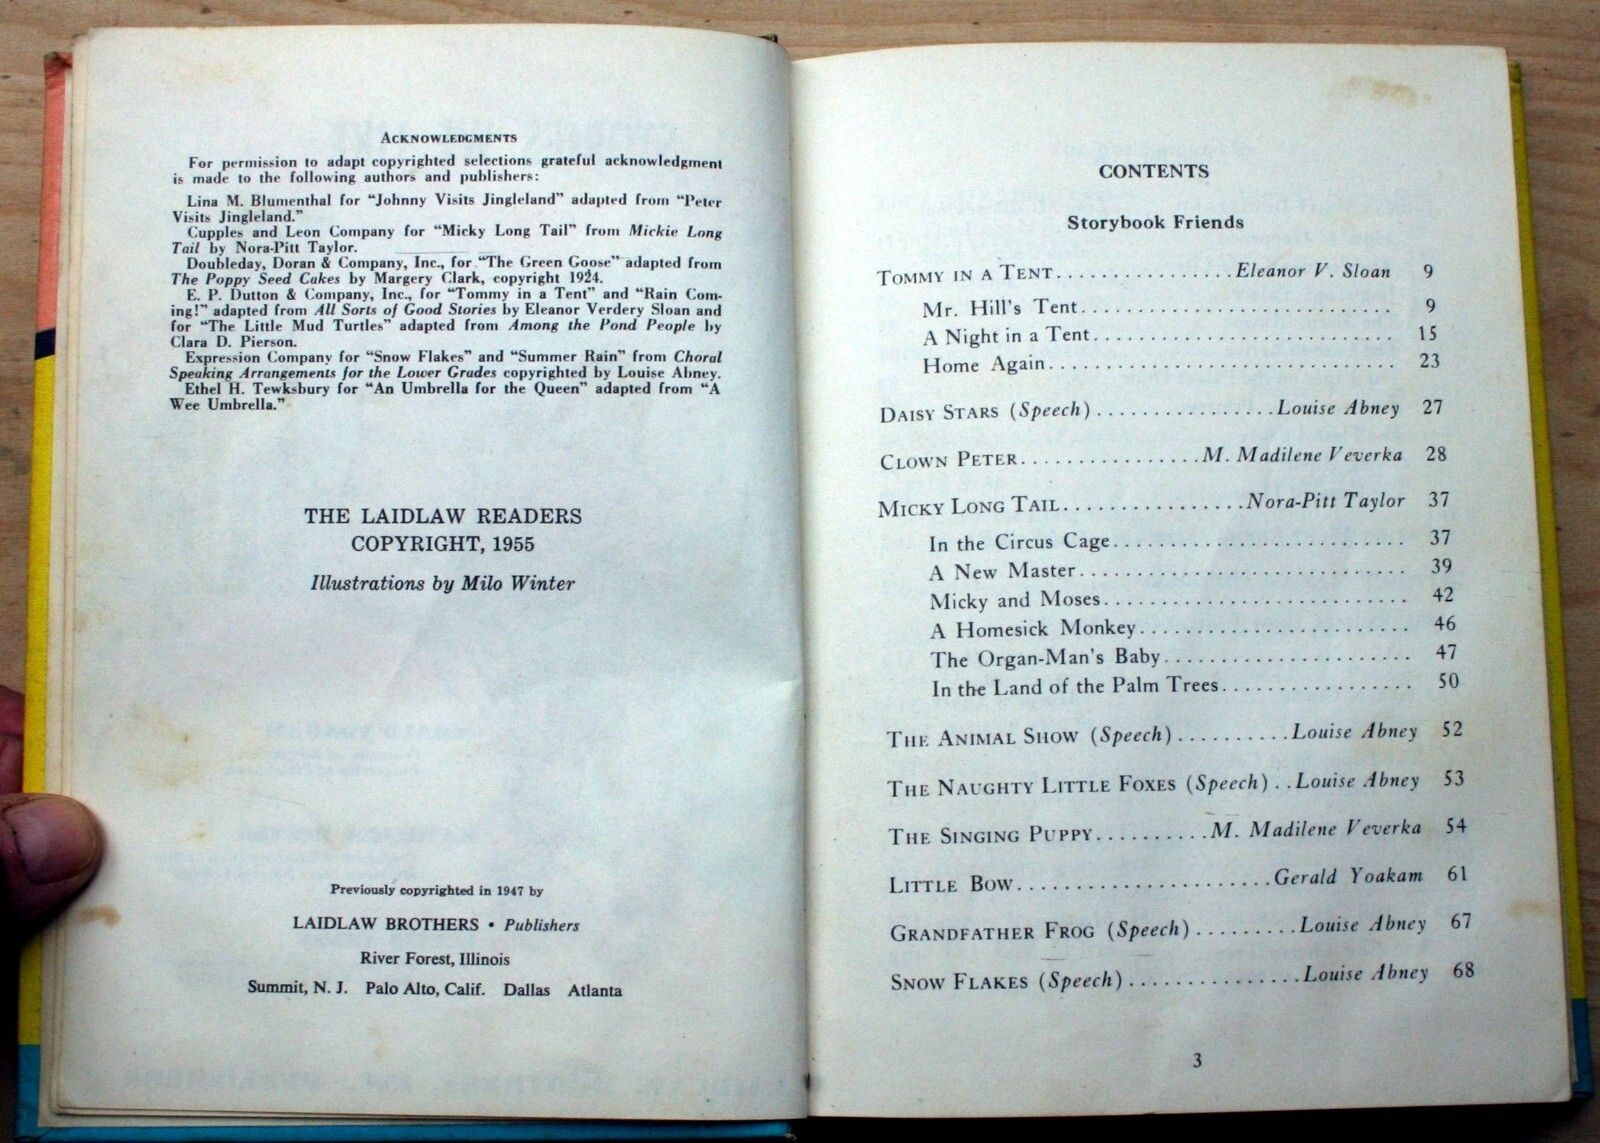 ACKNOWLEDGMENTS
For permission to adapt copyrighted selections grateful acknowledgment
is made to the following authors and publishers:
Lina M. Blumenthal for "Johnny Visits Jingleland" adapted from "Peter
Visits Jingleland."
Cupples and Leon Company for "Micky Long Tail" from Mickie Long
Tail by Nora-Pitt Taylor.
Doubleday, Doran & Company, Inc., for "The Green Goose" adapted from
The Poppy Seed Cakes by Margery Clark, copyright 1924.
E. P. Dutton & Company, Inc., for "Tommy in a Tent" and "Rain Com-
ing!" adapted from All Sorts of Good Stories by Eleanor Verdery Sloan and
for "The Little Mud Turtles" adapted from Among the Pond People by
Clara D. Pierson.
Expression Company for "Snow Flakes" and "Summer Rain" from Choral
Speaking Arrangements for the Lower Grades copyrighted by Louise Abney.
Ethel H. Tewksbury for "An Umbrella for the Queen" adapted from "A
Wee Umbrella."
THE LAIDLAW READERS
COPYRIGHT, 1955
Illustrations by Milo Winter
Previously copyrighted in 1947 by
LAIDLAW BROTHERS • Publishers
River Forest, Illinois
Summit, N. J. Palo Alto, Calif. Dallas Atlanta
CONTENTS
Storybook Friends
TOMMY IN A TENT................Eleanor V. Sloan 9
Mr. Hill's Tent............................ 9
A Night in a Tent........................... 15
Home Again............................... 23
DAISY STARS (Speech)................Louise Abney 27
CLOWN PETER................M. Madilene Veverka 28
MICKY LONG TAIL................Nora-Pitt Taylor 37
In the Circus Cage.......................... 37
A New Master.............................. 39
Micky and Moses............................ 42
A Homesick Monkey........................ 46
The Organ-Man's Baby...................... 47
In the Land of the Palm Trees................. 50
THE ANIMAL SHOW (Speech)..........Louise Abney 52
THE NAUGHTY LITTLE FOXES (Speech)..Louise Abney 53
THE SINGING PUPPY..........M. Madilene Veverka 54
LITTLE BOW.......................Gerald Yoakam 61
GRANDFATHER FROG (Speech).........Louise Abney 67
SNOW FLAKES (Speech)...............Louise Abney 68
3